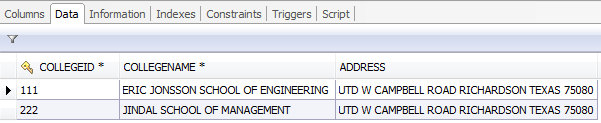 Columns Data Information Indexes Constraints Triggers Script
COLLEGEID * COLLEGENAME * ADDRESS
111 ERIC JONSSON SCHOOL OF ENGINEERING UTD W CAMPBELL ROAD RICHARDSON TEXAS 75080
222 JINDAL SCHOOL OF MANAGEMENT UTD W CAMPBELL ROAD RICHARDSON TEXAS 75080